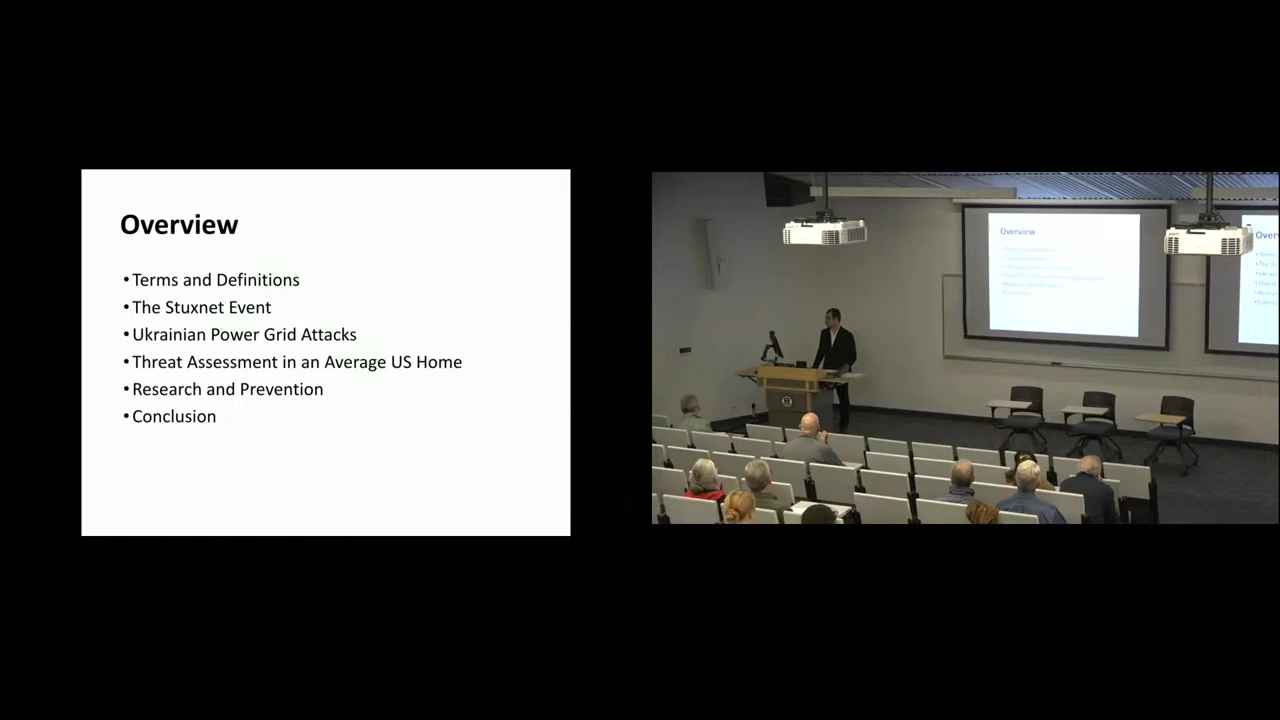 Overview
• Terms and Definitions
• The Stuxnet Event
• Ukrainian Power Grid Attacks
• Threat Assessment in an Average US Home
• Research and Prevention
• Conclusion
Overview